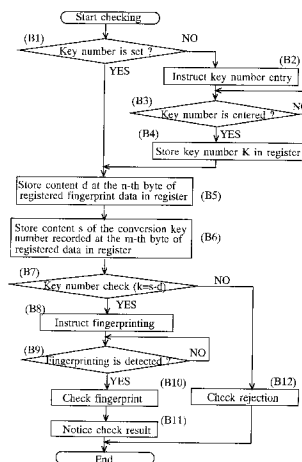 Start checking
(B1)
NO
Key number is set ?
(B2)
YES
Instruct key number entry
(B3)
NO
Key number is entered ?
(B4)
YES
Store key number K in register
Store content d at the n-th byte of
registered fingerprint data in register
(B5)
Store content s of the conversion key
number recorded at the m-th byte of
registered data in register
(B6)
(B7)
NO
Key number check (k=s-d)
(B8)
YES
Instruct fingerprinting
(B9)
NO
Fingerprinting is detected ?
YES
(B10)
(B12)
Check fingerprint
Check rejection
(B11)
Notice check result
End